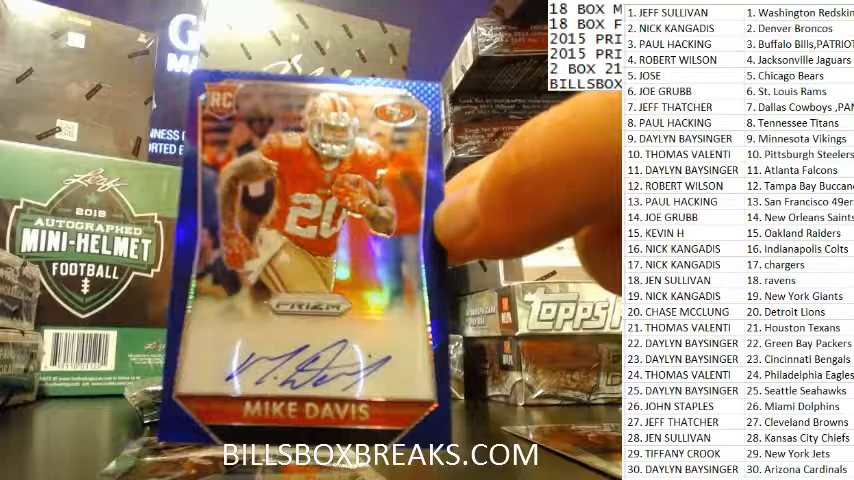 18 BOX M
18 BOX F
2015 PRI
2015 PRI
2 BOX 21
BILLSBOX
RC
20
PRIZM
M. Davis
MIKE DAVIS
Leaf
2018
AUTOGRAPHED
MINI-HELMET
FOOTBALL
Topps
BILLSBOXBREAKS.COM
1. JEFF SULLIVAN
2. NICK KANGADIS
3. PAUL HACKING
4. ROBERT WILSON
5. JOSE
6. JOE GRUBB
7. JEFF THATCHER
8. PAUL HACKING
9. DAYLYN BAYSINGER
10. THOMAS VALENTI
11. DAYLYN BAYSINGER
12. ROBERT WILSON
13. PAUL HACKING
14. JOE GRUBB
15. KEVIN H
16. NICK KANGADIS
17. NICK KANGADIS
18. JEN SULLIVAN
19. NICK KANGADIS
20. CHASE MCCLUNG
21. THOMAS VALENTI
22. DAYLYN BAYSINGER
23. DAYLYN BAYSINGER
24. THOMAS VALENTI
25. DAYLYN BAYSINGER
26. JOHN STAPLES
27. JEFF THATCHER
28. JEN SULLIVAN
29. TIFFANY CROOK
30. DAYLYN BAYSINGER
1. Washington Redskin
2. Denver Broncos
3. Buffalo Bills,PATRIOT
4. Jacksonville Jaguars
5. Chicago Bears
6. St. Louis Rams
7. Dallas Cowboys ,PAN
8. Tennessee Titans
9. Minnesota Vikings
10. Pittsburgh Steelers
11. Atlanta Falcons
12. Tampa Bay Buccane
13. San Francisco 49er
14. New Orleans Saints
15. Oakland Raiders
16. Indianapolis Colts
17. chargers
18. ravens
19. New York Giants
20. Detroit Lions
21. Houston Texans
22. Green Bay Packers
23. Cincinnati Bengals
24. Philadelphia Eagles
25. Seattle Seahawks
26. Miami Dolphins
27. Cleveland Browns
28. Kansas City Chiefs
29. New York Jets
30. Arizona Cardinals